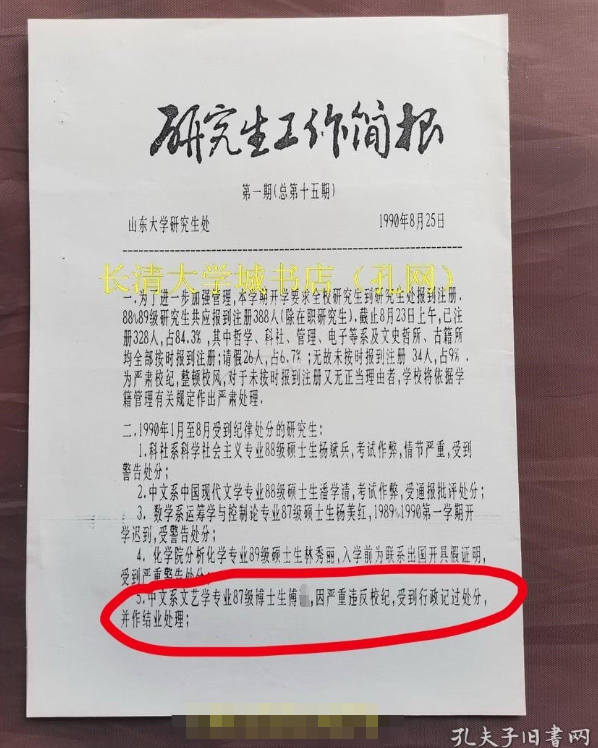 研究生工作简报
第一期(总第十五期)
山东大学研究生处 1990年8月25日
长清大学城书店（孔网）
一.为了进一步加强管理,本学期开学要求全校研究生到研究生处报到注册.
88%89级研究生共应报到注册388人(除在职研究生).截止8月23日上午,已注
册328人,占84.3%,其中哲学、科社、管理、电子等系及文史哲所、古籍所
均全部按时报到注册;请假26人,占6.7%;无故未按时报到注册 34人,占9%.
为严肃校纪,整顿校风,对于未按时报到注册又无正当理由者,学校将依据学
籍管理有关规定作出严肃处理.
二.1990年1月至8月受到纪律处分的研究生:
1.科社系科学社会主义专业88级硕士生杨斌兵,考试作弊,情节严重,受到
警告处分;
2.中文系中国现代文学专业88级硕士生潘学清,考试作弊,受通报批评处分;
3.数学系运筹学与控制论专业87级硕士生杨美红,1989%1990第一学期开
学迟到,受警告处分;
4.化学院分析化学专业89级硕士生林秀丽,入学前为联系出国开具假证明,
受到严重警告处分
5.中文系文艺学专业87级博士生傅 ,因严重违反校纪,受到行政记过处分,
并作结业处理;
孔夫子旧书网